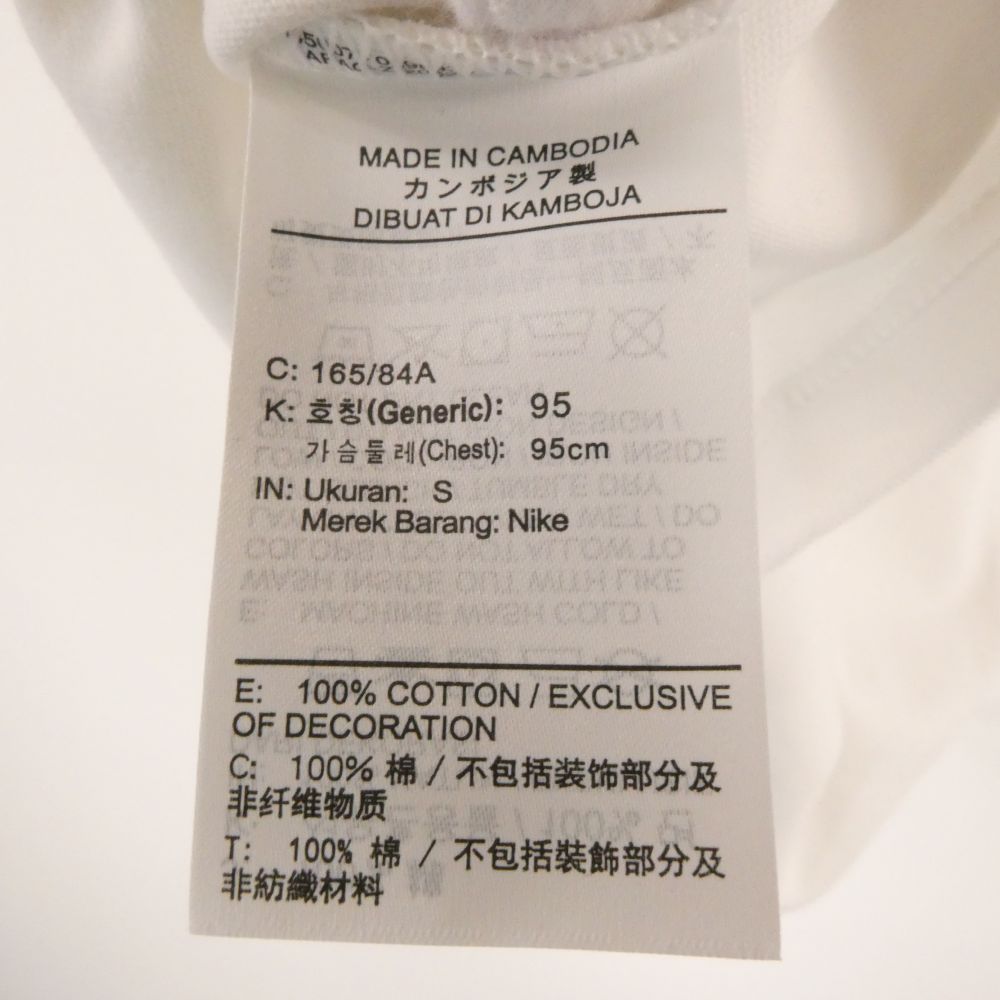 MADE IN CAMBODIA
カンボジア製
DIBUAT DI KAMBOJA
C: 165/84A
K: 호칭(Generic): 95
가슴둘레(Chest): 95cm
IN: Ukuran: S
Merek Barang: Nike
E: 100% COTTON / EXCLUSIVE
OF DECORATION
C: 100% 棉 / 不包括装饰部分及
非纤维物质
T: 100% 棉 / 不包括裝飾部分及
非紡織材料